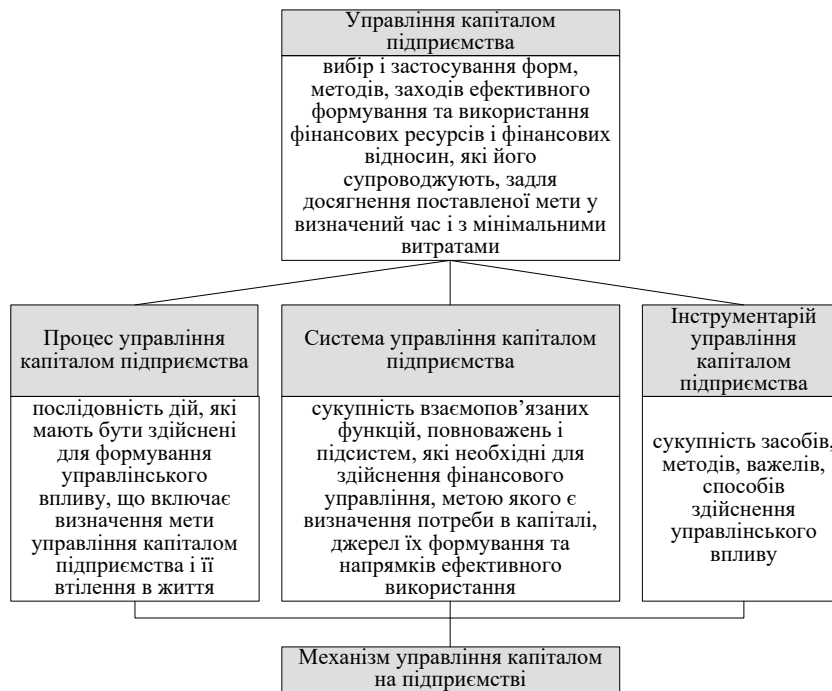 Управління капіталом
підприємства
вибір і застосування форм,
методів, заходів ефективного
формування та використання
фінансових ресурсів і фінансових
відносин, які його
супроводжують, задля
досягнення поставленої мети у
визначений час і з мінімальними
витратами
Процес управління
капіталом підприємства
послідовність дій, які
мають бути здійснені
для формування
управлінського
впливу, що включає
визначення мети
управління капіталом
підприємства і її
втілення в життя
Система управління капіталом
підприємства
сукупність взаємопов’язаних
функцій, повноважень і
підсистем, які необхідні для
здійснення фінансового
управління, метою якого є
визначення потреби в капіталі,
джерел їх формування та
напрямків ефективного
використання
Інструментарій
управління
капіталом
підприємства
сукупність засобів,
методів, важелів,
способів
здійснення
управлінського
впливу
Механізм управління капіталом
на підприємстві